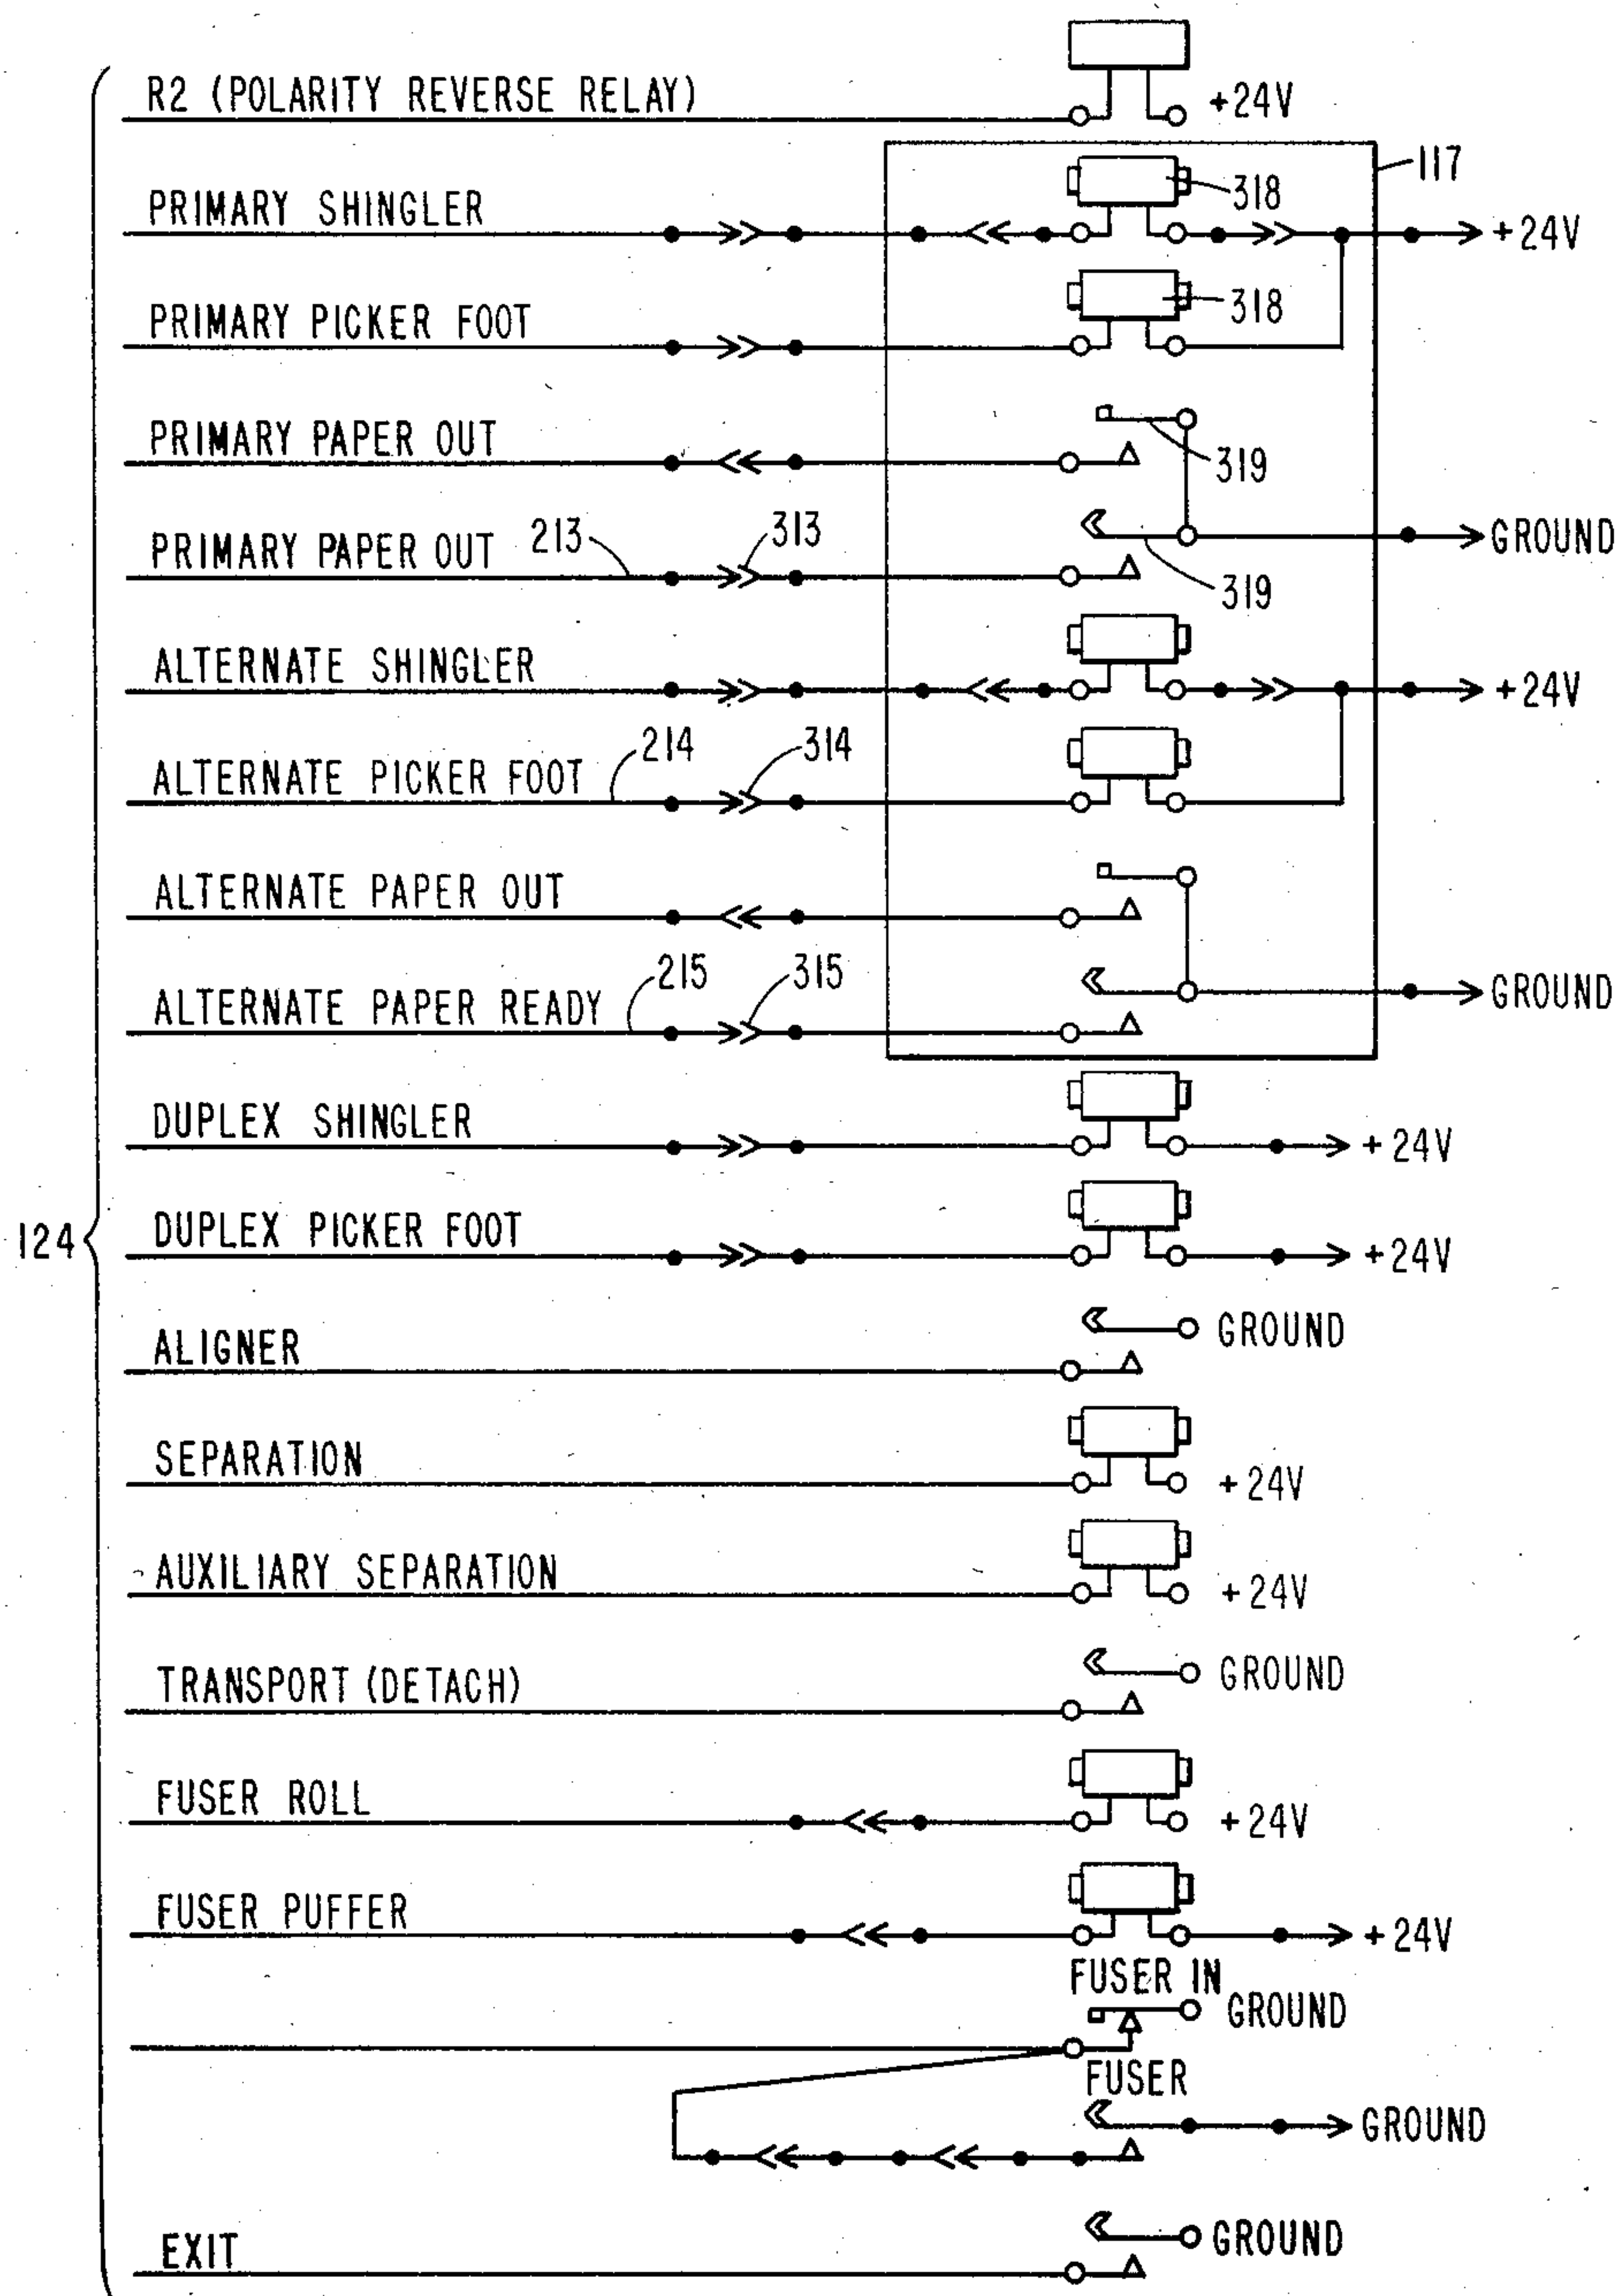 R2 (POLARITY REVERSE RELAY)
+24V
117
PRIMARY SHINGLER
318
+24V
PRIMARY PICKER FOOT
318
PRIMARY PAPER OUT
319
PRIMARY PAPER OUT 213 313
GROUND
319
ALTERNATE SHINGLER
+24V
ALTERNATE PICKER FOOT 214 314
ALTERNATE PAPER OUT
ALTERNATE PAPER READY 215 315
GROUND
DUPLEX SHINGLER
+24V
124
DUPLEX PICKER FOOT
+24V
ALIGNER
GROUND
SEPARATION
+24V
AUXILIARY SEPARATION
+24V
TRANSPORT (DETACH)
GROUND
FUSER ROLL
+24V
FUSER PUFFER
+24V
FUSER IN
GROUND
FUSER
GROUND
EXIT
GROUND